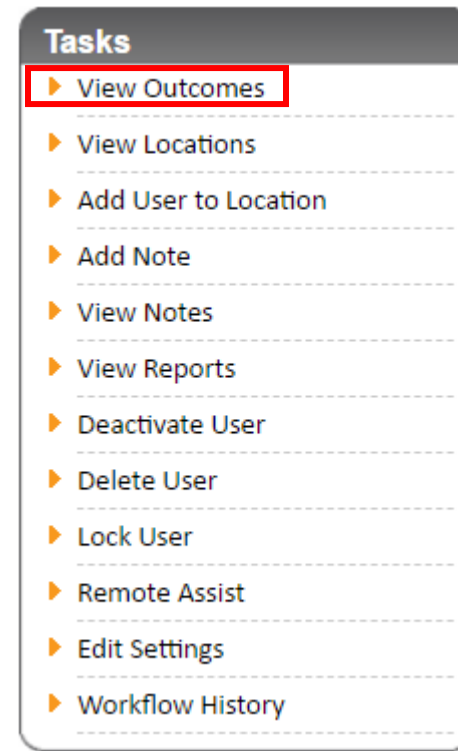 Tasks
View Outcomes
View Locations
Add User to Location
Add Note
View Notes
View Reports
Deactivate User
Delete User
Lock User
Remote Assist
Edit Settings
Workflow History